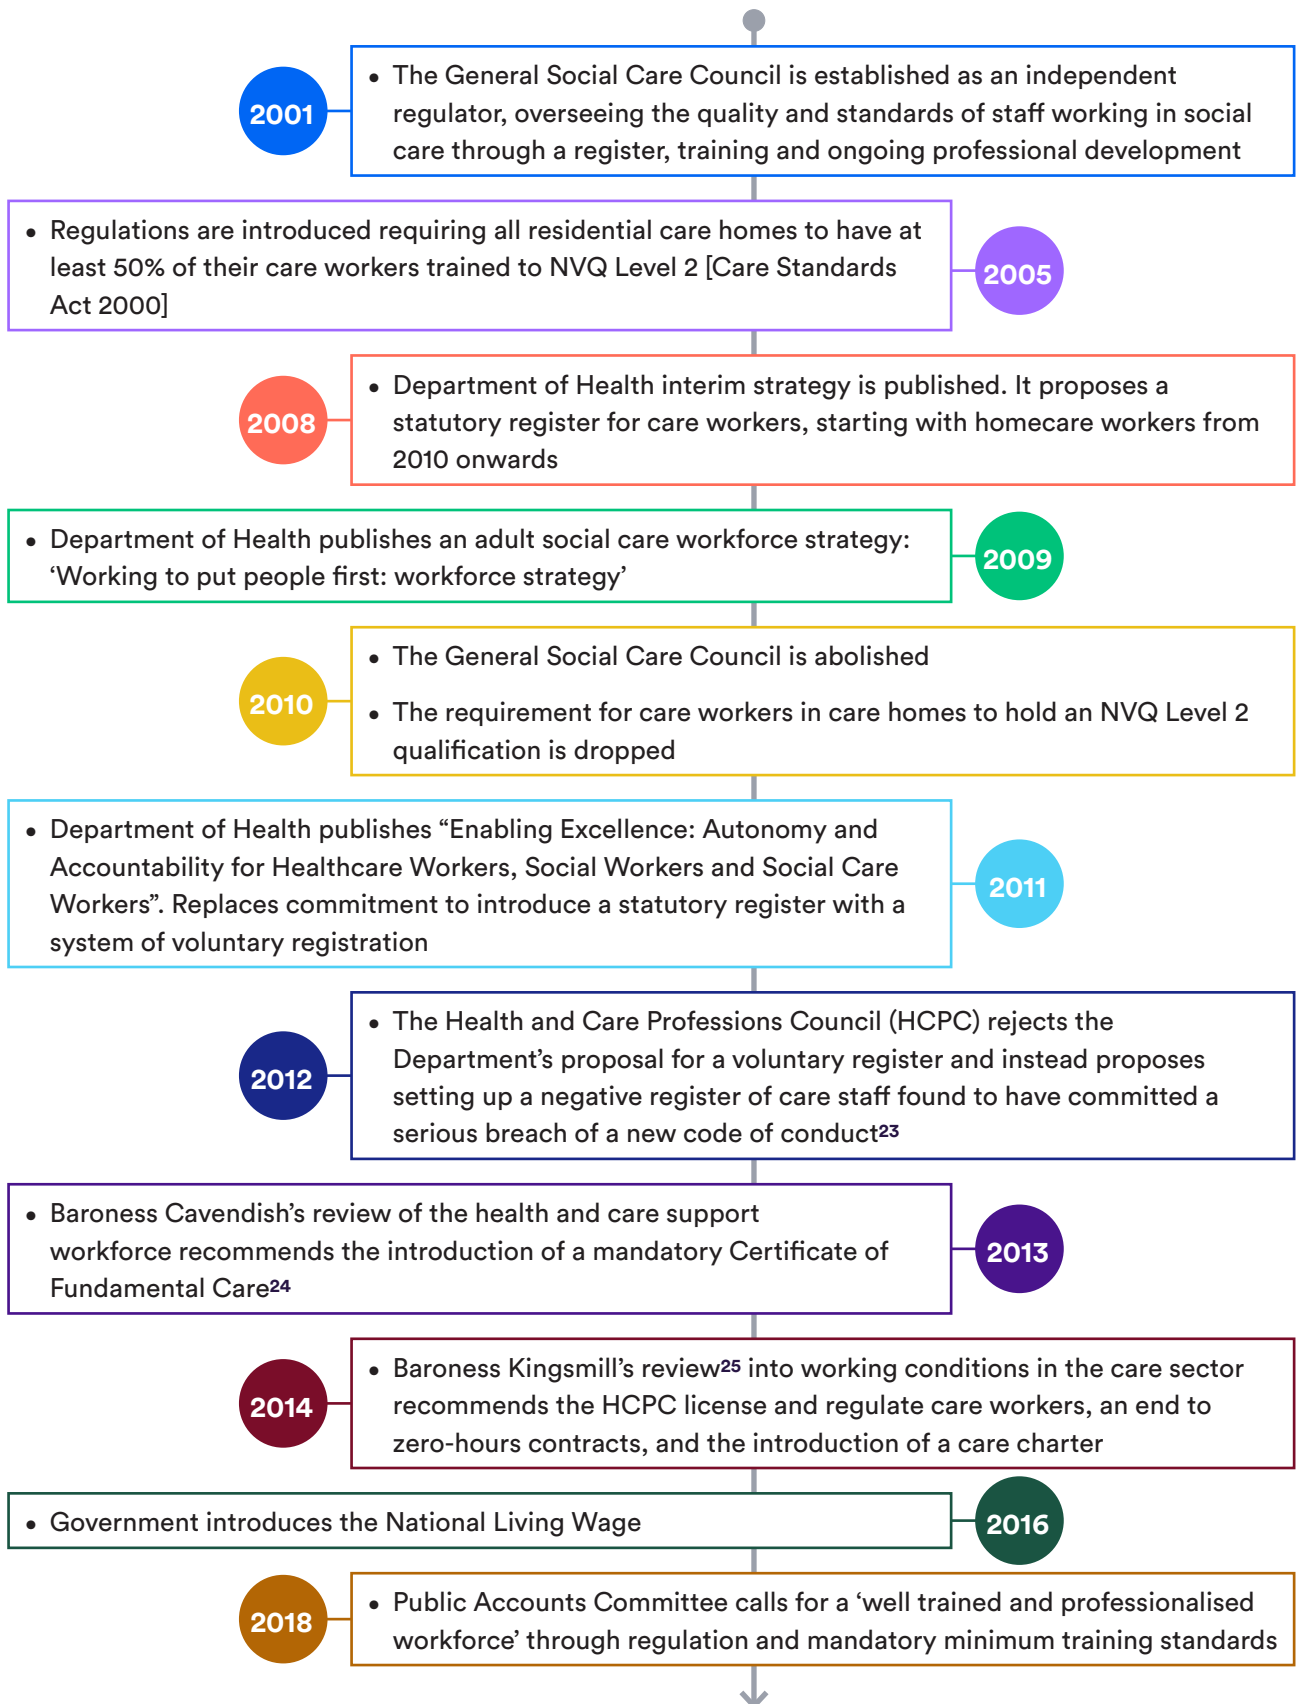 2001
• The General Social Care Council is established as an independent
regulator, overseeing the quality and standards of staff working in social
care through a register, training and ongoing professional development
• Regulations are introduced requiring all residential care homes to have at
least 50% of their care workers trained to NVQ Level 2 [Care Standards
Act 2000]
2005
2008
• Department of Health interim strategy is published. It proposes a
statutory register for care workers, starting with homecare workers from
2010 onwards
• Department of Health publishes an adult social care workforce strategy:
‘Working to put people first: workforce strategy’
2009
2010
• The General Social Care Council is abolished
• The requirement for care workers in care homes to hold an NVQ Level 2
qualification is dropped
• Department of Health publishes “Enabling Excellence: Autonomy and
Accountability for Healthcare Workers, Social Workers and Social Care
Workers”. Replaces commitment to introduce a statutory register with a
system of voluntary registration
2011
2012
• The Health and Care Professions Council (HCPC) rejects the
Department’s proposal for a voluntary register and instead proposes
setting up a negative register of care staff found to have committed a
serious breach of a new code of conduct23
• Baroness Cavendish’s review of the health and care support
workforce recommends the introduction of a mandatory Certificate of
Fundamental Care24
2013
2014
• Baroness Kingsmill’s review25 into working conditions in the care sector
recommends the HCPC license and regulate care workers, an end to
zero-hours contracts, and the introduction of a care charter
• Government introduces the National Living Wage
2016
2018
• Public Accounts Committee calls for a ‘well trained and professionalised
workforce’ through regulation and mandatory minimum training standards